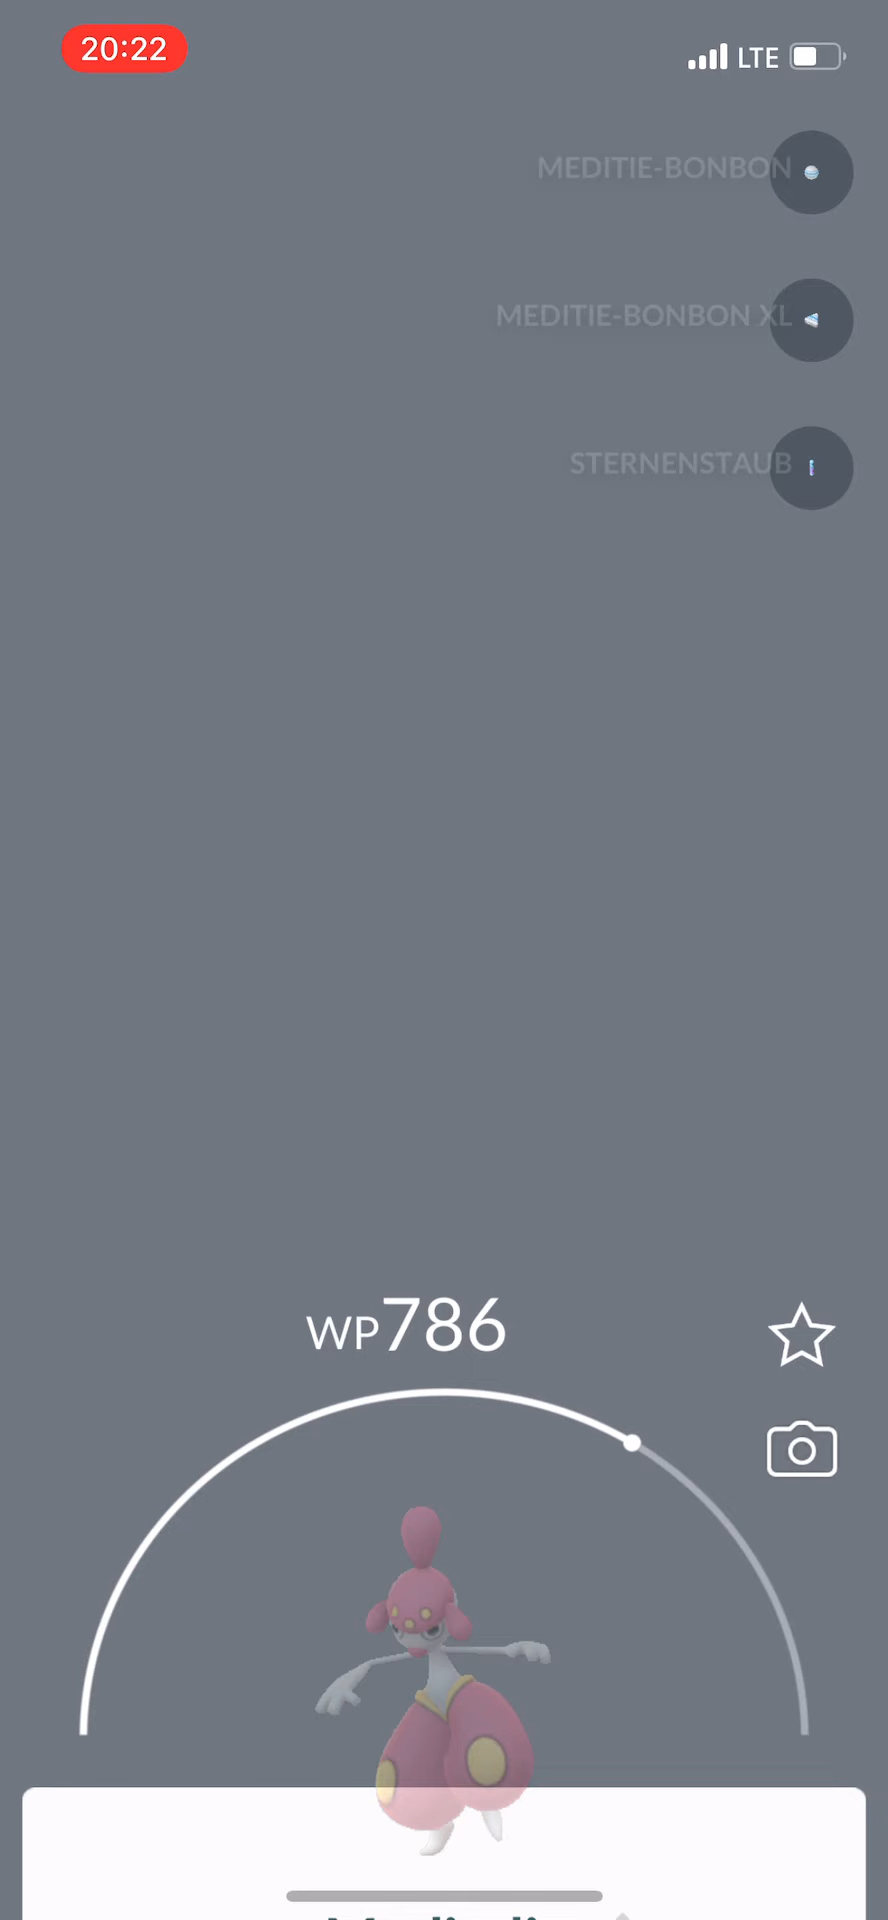 20:22
LTE
MEDITIE-BONBON
MEDITIE-BONBON XL
STERNENSTAUB
WP786